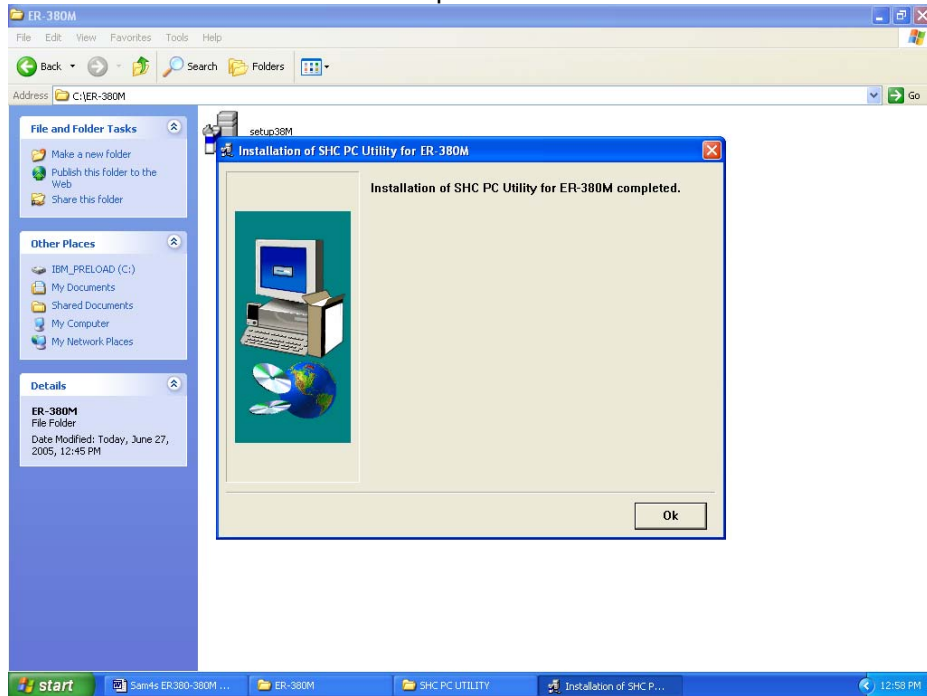 ER-380M
File Edit View Favorites Tools Help
Back Search Folders
Address C:\ER-380M Go
File and Folder Tasks
Make a new folder
Publish this folder to the
Web
Share this folder
Other Places
IBM_PRELOAD (C:)
My Documents
Shared Documents
My Computer
My Network Places
Details
ER-380M
File Folder
Date Modified: Today, June 27,
2005, 12:45 PM
setup38M
Installation of SHC PC Utility for ER-380M
Installation of SHC PC Utility for ER-380M completed.
Ok
start Sam4s ER380-380M ... ER-380M SHC PC UTILITY Installation of SHC P... 12:58 PM